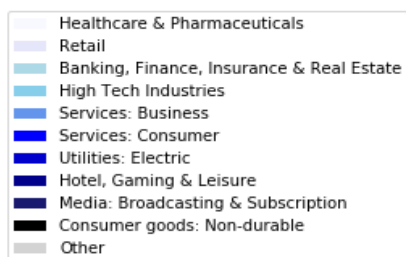 Healthcare & Pharmaceuticals
Retail
Banking, Finance, Insurance & Real Estate
High Tech Industries
Services: Business
Services: Consumer
Utilities: Electric
Hotel, Gaming & Leisure
Media: Broadcasting & Subscription
Consumer goods: Non-durable
Other